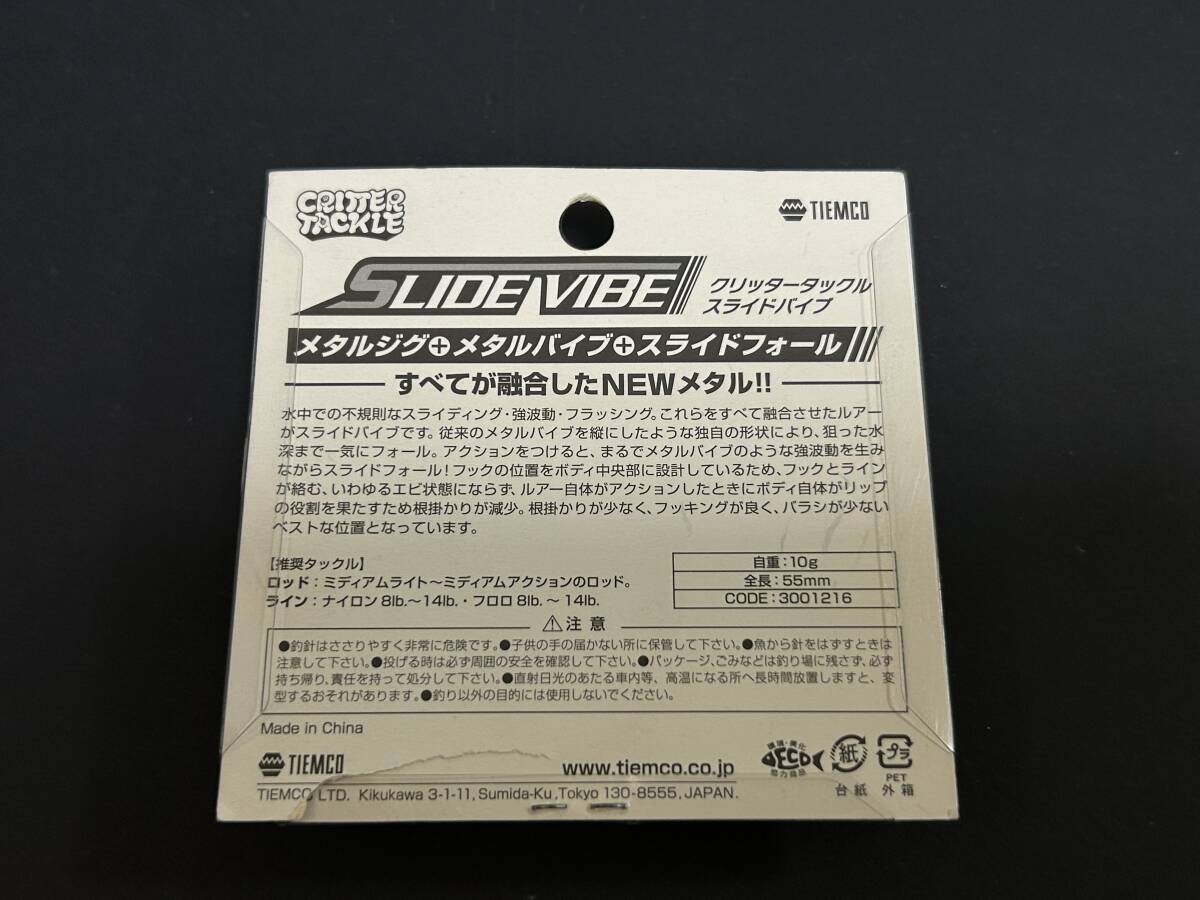 CRITTER TACKLE
TIEMCO
SLIDE VIBE
クリッタータックル
スライドバイブ
メタルジグ+メタルバイブ+スライドフォール
すべてが融合したNEWメタル!!
水中での不規則なスライディング・強波動・フラッシング。これらをすべて融合させたルアー
がスライドバイブです。従来のメタルバイブを縦にしたような独自の形状により、狙った水
深まで一気にフォール。アクションをつけると、まるでメタルバイブのような強波動を生み
ながらスライドフォール!フックの位置をボディ中央部に設計しているため、フックとライン
が絡む、いわゆるエビ状態にならず、ルアー自体がアクションしたときにボディ自体がリップ
の役割を果たすため根掛かりが減少。根掛かりが少なく、フッキングが良く、バラシが少ない
ベストな位置となっています。
【推奨タックル】
ロッド:ミディアムライト〜ミディアムアクションのロッド。
ライン:ナイロン8lb.〜14lb.・フロロ8lb.〜14lb.
自重:10g
全長:55mm
CODE:3001216
⚠注意
●釣針はささりやすく非常に危険です。●子供の手の届かない所に保管して下さい。●魚から針をはずすときは
注意して下さい。●投げる時は必ず周囲の安全を確認して下さい。●パッケージ、ごみなどは釣り場に残さず、必ず
持ち帰り、責任を持って処分して下さい。●直射日光のあたる車内等、高温になる所へ長時間放置しますと、変
型するおそれがあります。●釣り以外の目的には使用しないでください。
Made in China
TIEMCO
www.tiemco.co.jp
TIEMCO LTD. Kikukawa 3-1-11, Sumida-Ku, Tokyo 130-8555, JAPAN.
環境・美化
ECO
協力商品
紙
台紙
プラ
PET
外箱